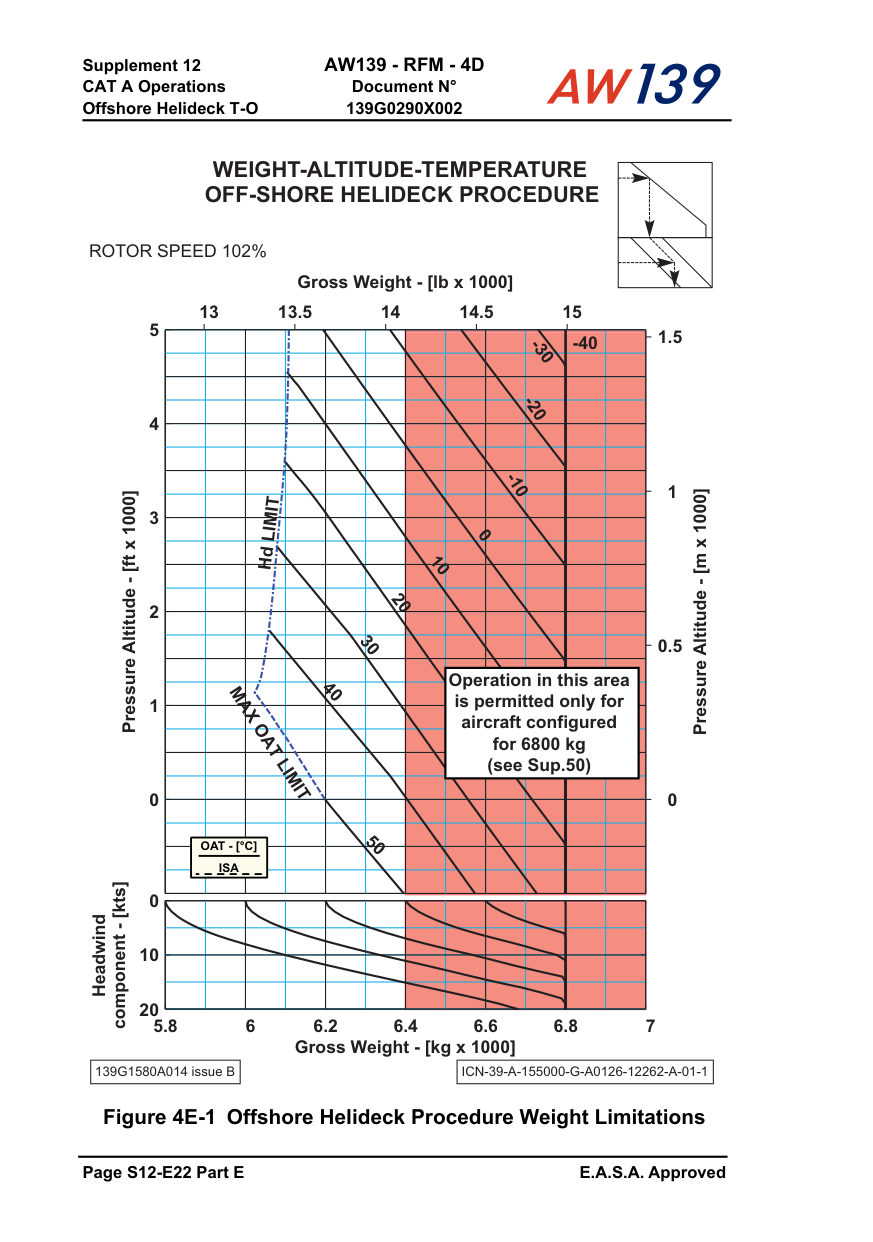 Supplement 12
CAT A Operations
Offshore Helideck T-O
AW139 - RFM - 4D
Document N°
139G0290X002
AW139
WEIGHT-ALTITUDE-TEMPERATURE
OFF-SHORE HELIDECK PROCEDURE
ROTOR SPEED 102%
Gross Weight - [lb x 1000]
13 13.5 14 14.5 15
Pressure Altitude - [ft x 1000]
5
4
3
2
1
0
Pressure Altitude - [m x 1000]
1.5
1
0.5
0
-40
-30
-20
-10
0
10
20
30
40
50
Hd LIMIT
MAX OAT LIMIT
Operation in this area
is permitted only for
aircraft configured
for 6800 kg
(see Sup.50)
OAT - [°C]
ISA
Headwind
component - [kts]
0
10
20
5.8 6 6.2 6.4 6.6 6.8 7
Gross Weight - [kg x 1000]
139G1580A014 issue B
ICN-39-A-155000-G-A0126-12262-A-01-1
Figure 4E-1 Offshore Helideck Procedure Weight Limitations
Page S12-E22 Part E
E.A.S.A. Approved